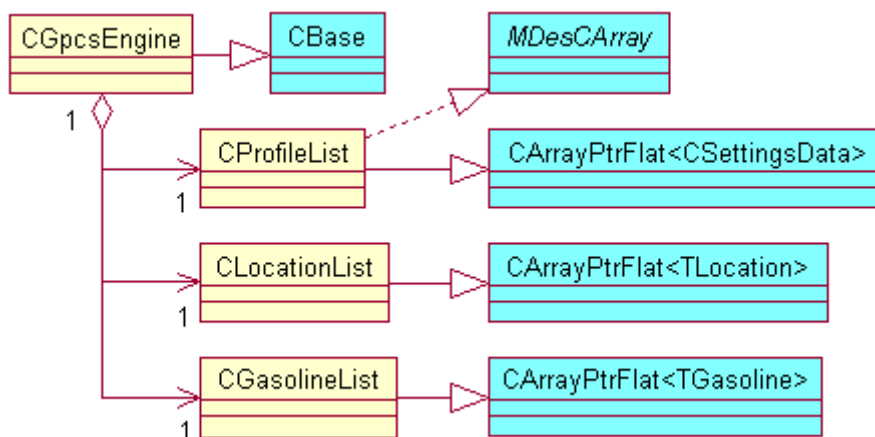 CGpcsEngine
CBase
MDesCArray
1
CProfileList
CArrayPtrFlat<CSettingsData>
1
CLocationList
CArrayPtrFlat<TLocation>
1
CGasolineList
CArrayPtrFlat<TGasoline>
1